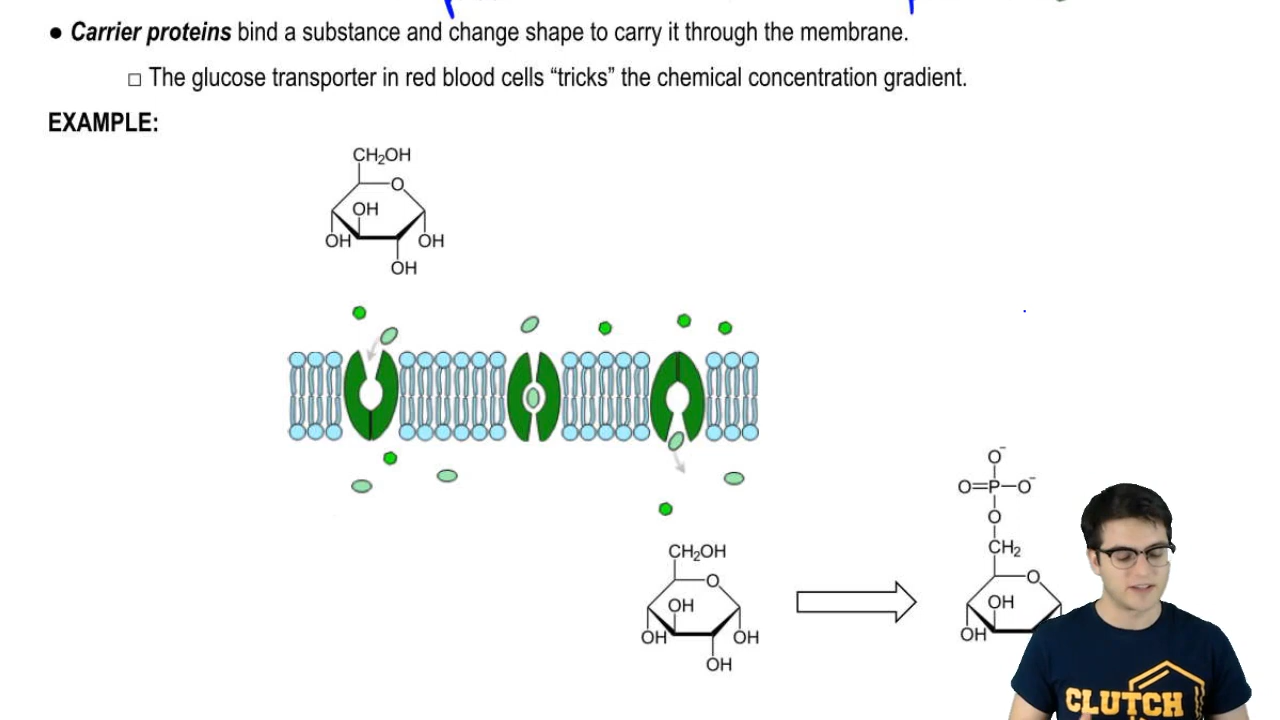 ● Carrier proteins bind a substance and change shape to carry it through the membrane.
□ The glucose transporter in red blood cells “tricks” the chemical concentration gradient.
EXAMPLE:
CH₂OH
O
OH
OH
OH
OH
O⁻
O=P–O⁻
O
CH₂
CH₂OH
O
O
OH
OH
OH
OH
OH
OH
CLUTCH